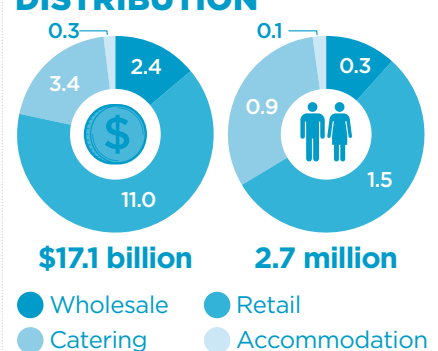 DISTRIBUTION
0.3
2.4
3.4
$
11.0
$17.1 billion
0.1
0.3
0.9
1.5
2.7 million
Wholesale
Retail
Catering
Accommodation